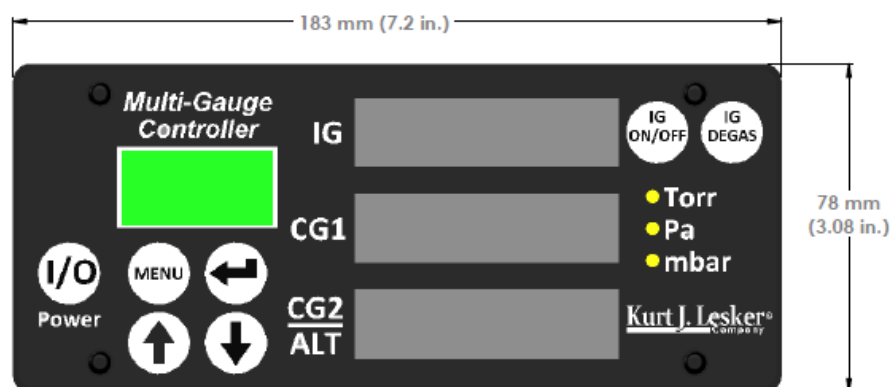 183 mm (7.2 in.)
Multi-Gauge
Controller
IG
IG
ON/OFF
IG
DEGAS
CG1
Torr
Pa
mbar
78 mm
(3.08 in.)
I/O
Power
MENU
CG2
ALT
Kurt J. Lesker®
Company